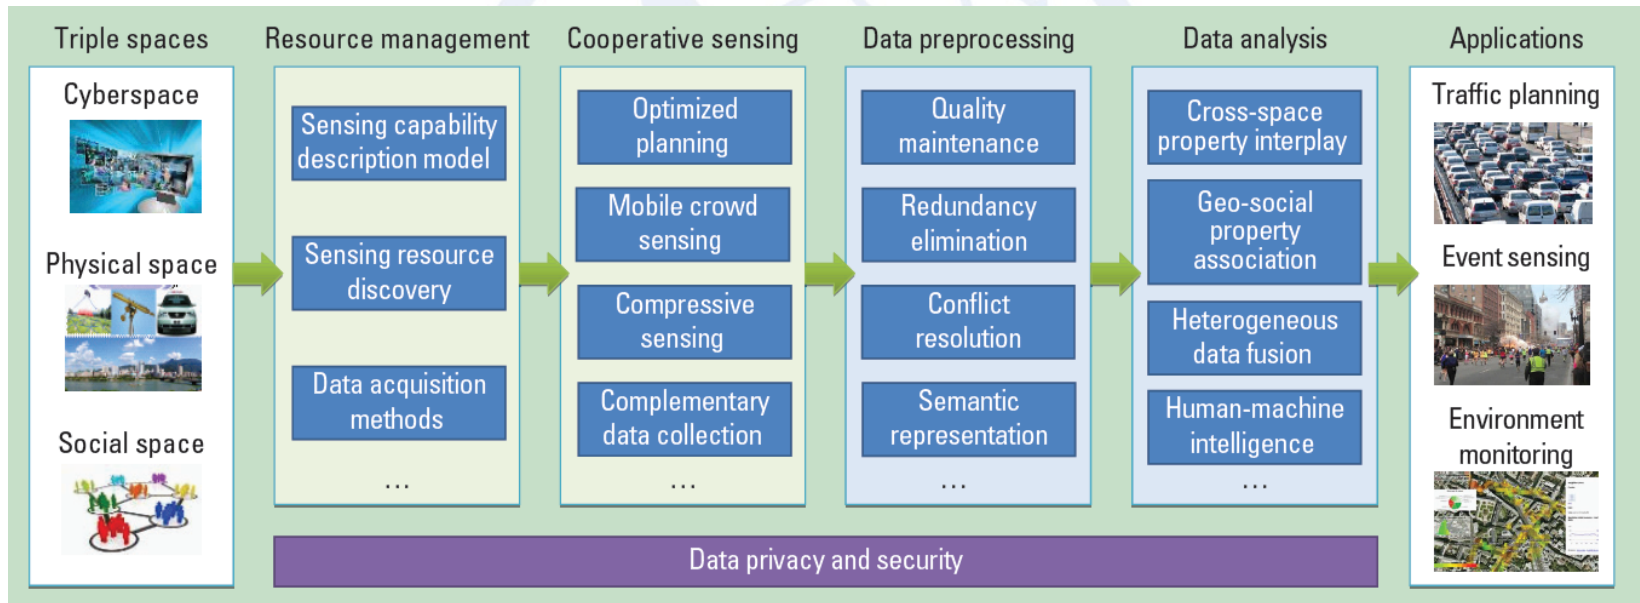 Triple spaces
Resource management
Cooperative sensing
Data preprocessing
Data analysis
Applications
Cyberspace
Physical space
Social space
Sensing capability
description model
Sensing resource
discovery
Data acquisition
methods
...
Optimized
planning
Mobile crowd
sensing
Compressive
sensing
Complementary
data collection
...
Quality
maintenance
Redundancy
elimination
Conflict
resolution
Semantic
representation
...
Cross-space
property interplay
Geo-social
property
association
Heterogeneous
data fusion
Human-machine
intelligence
...
Traffic planning
Event sensing
Environment
monitoring
Data privacy and security